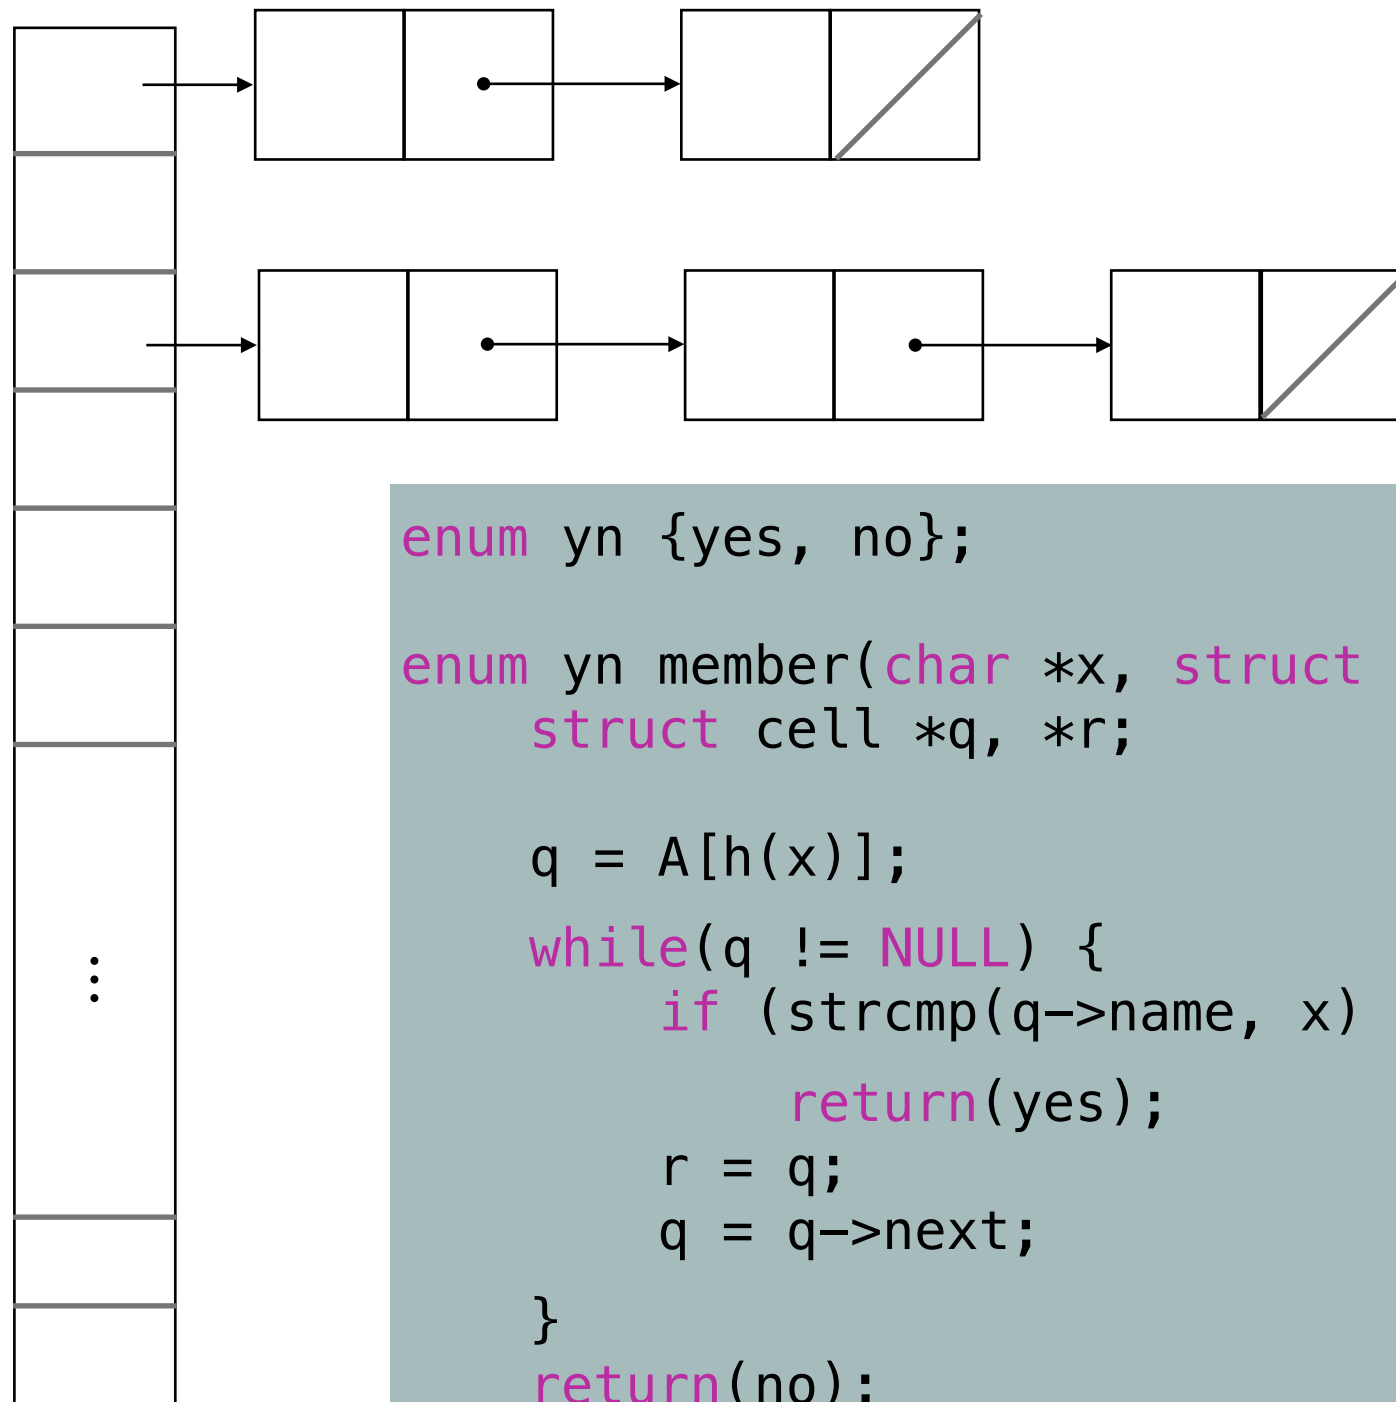 enum yn {yes, no};
enum yn member(char *x, struct
struct cell *q, *r;
q = A[h(x)];
while(q != NULL) {
if (strcmp(q->name, x)
return(yes);
r = q;
q = q->next;
}
return(no);